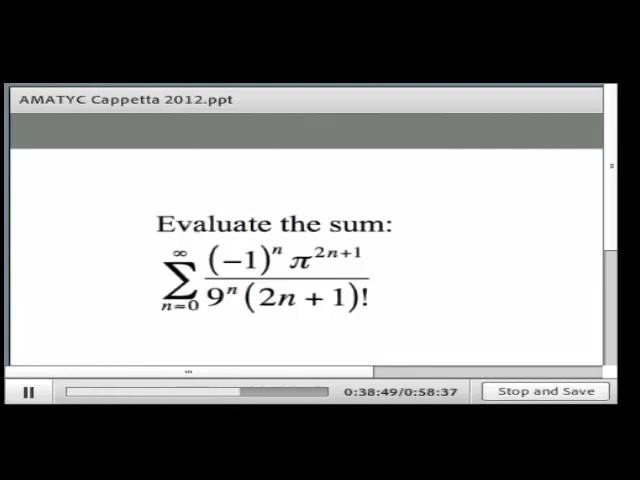 AMATYC Cappetta 2012.ppt
Evaluate the sum:
∑_{n=0}^{∞} \frac{(−1)^n π^{2n+1}}{9^n (2n + 1)!}
0:38:49/0:58:37
Stop and Save